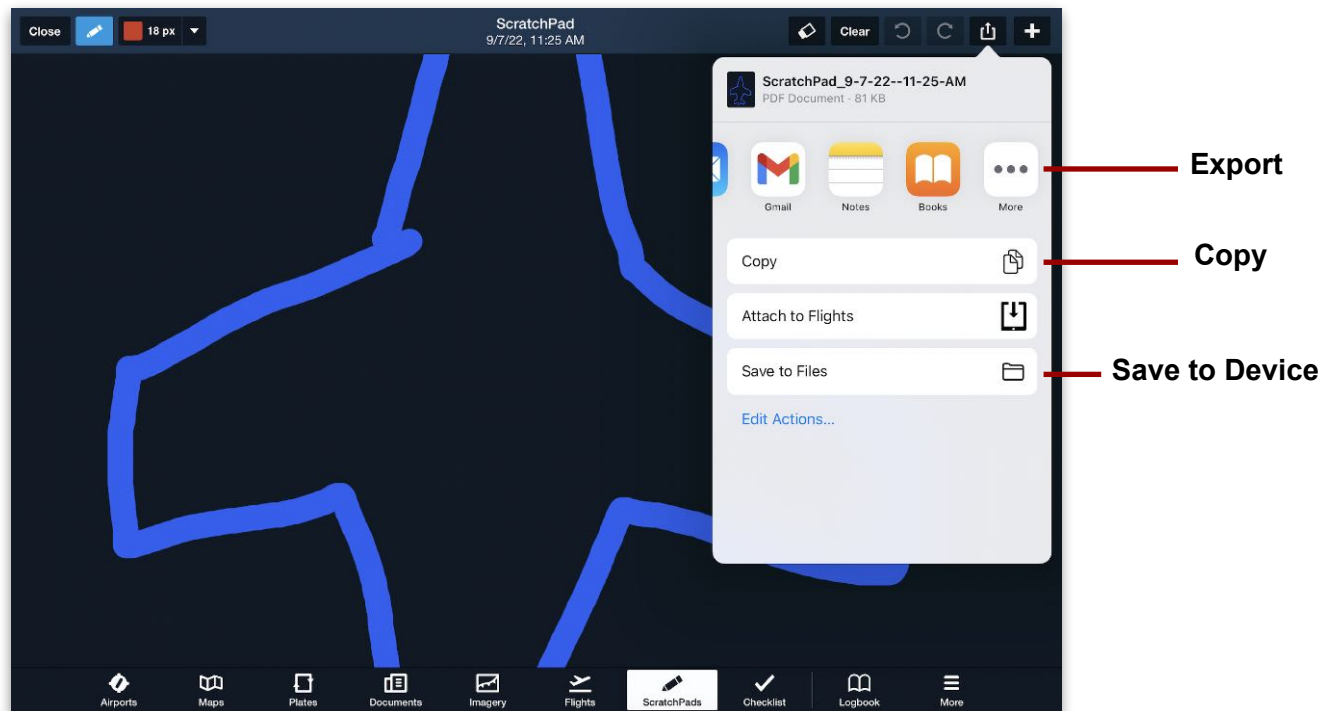 Close
18 px
ScratchPad
9/7/22, 11:25 AM
Clear
ScratchPad_9-7-22--11-25-AM
PDF Document · 81 KB
Gmail
Notes
Books
More
Export
Copy
Copy
Attach to Flights
Save to Files
Save to Device
Edit Actions...
Airports
Maps
Plates
Documents
Imagery
Flights
ScratchPads
Checklist
Logbook
More